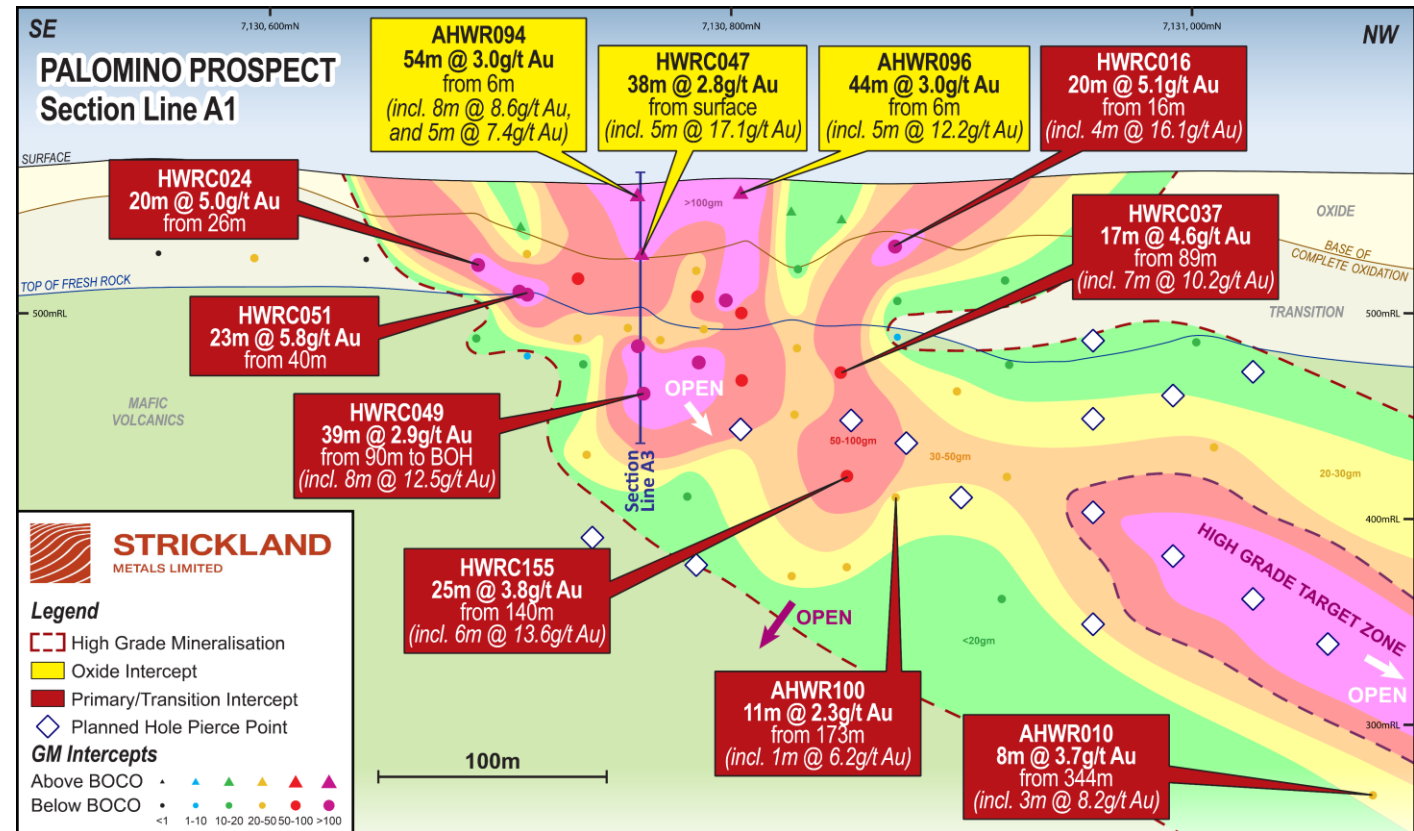 SE
7,130,600mN
7,130,800mN
7,131,000mN
NW
PALOMINO PROSPECT
Section Line A1
AHWR094
54m @ 3.0g/t Au
from 6m
(incl. 8m @ 8.6g/t Au,
and 5m @ 7.4g/t Au)
HWRC047
38m @ 2.8g/t Au
from surface
(incl. 5m @ 17.1g/t Au)
AHWR096
44m @ 3.0g/t Au
from 6m
(incl. 5m @ 12.2g/t Au)
HWRC016
20m @ 5.1g/t Au
from 16m
(incl. 4m @ 16.1g/t Au)
SURFACE
HWRC024
20m @ 5.0g/t Au
from 26m
>100gm
HWRC037
17m @ 4.6g/t Au
from 89m
(incl. 7m @ 10.2g/t Au)
OXIDE
BASE OF
COMPLETE OXIDATION
TOP OF FRESH ROCK
500mRL
TRANSITION
500mRL
HWRC051
23m @ 5.8g/t Au
from 40m
MAFIC
VOLCANICS
OPEN
HWRC049
39m @ 2.9g/t Au
from 90m to BOH
(incl. 8m @ 12.5g/t Au)
Section
Line A3
50-100gm
30-50gm
20-30gm
400mRL
HIGH GRADE TARGET ZONE
OPEN
STRICKLAND
METALS LIMITED
HWRC155
25m @ 3.8g/t Au
from 140m
(incl. 6m @ 13.6g/t Au)
OPEN
<20gm
AHWR100
11m @ 2.3g/t Au
from 173m
(incl. 1m @ 6.2g/t Au)
300mRL
AHWR010
8m @ 3.7g/t Au
from 344m
(incl. 3m @ 8.2g/t Au)
100m
Legend
High Grade Mineralisation
Oxide Intercept
Primary/Transition Intercept
Planned Hole Pierce Point
GM Intercepts
Above BOCO
Below BOCO
<1 1-10 10-20 20-50 50-100 >100